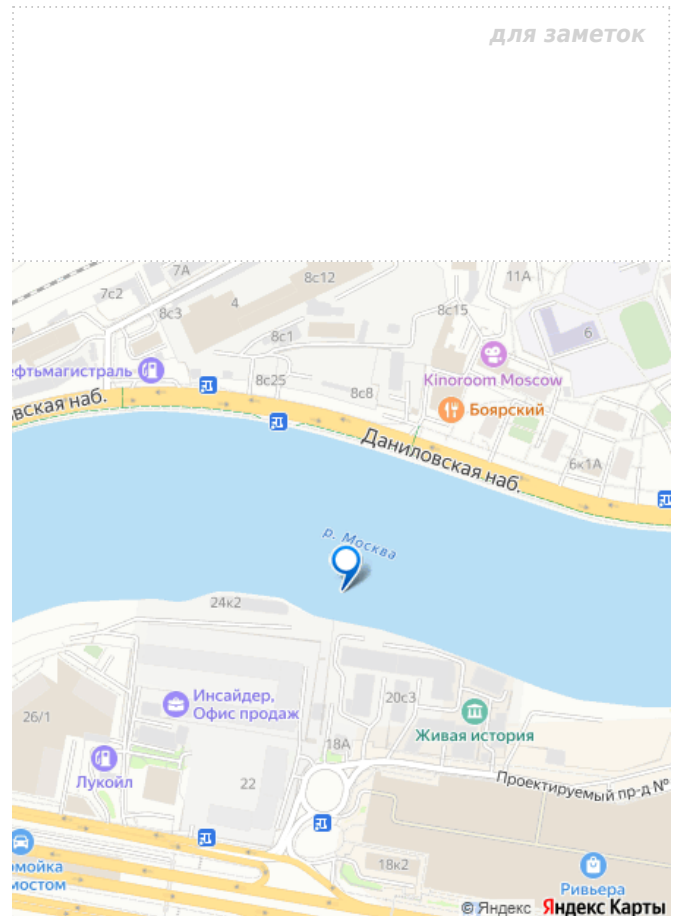 для заметок
7А
8с12
11А
7с2
4
8с3
8с15
8с1
6
ефтьмагистраль
Kinoroom Moscow
8с25
8с8
вская наб.
Боярский
Даниловская наб.
6к1А
р. Москва
24к2
Инсайдер,
Офис продаж
20с3
26/1
Живая история
18А
Лукойл
22
Проектируемый пр-д №
омойка
мостом
18к2
Ривьера
© Яндекс Яндекс Карты